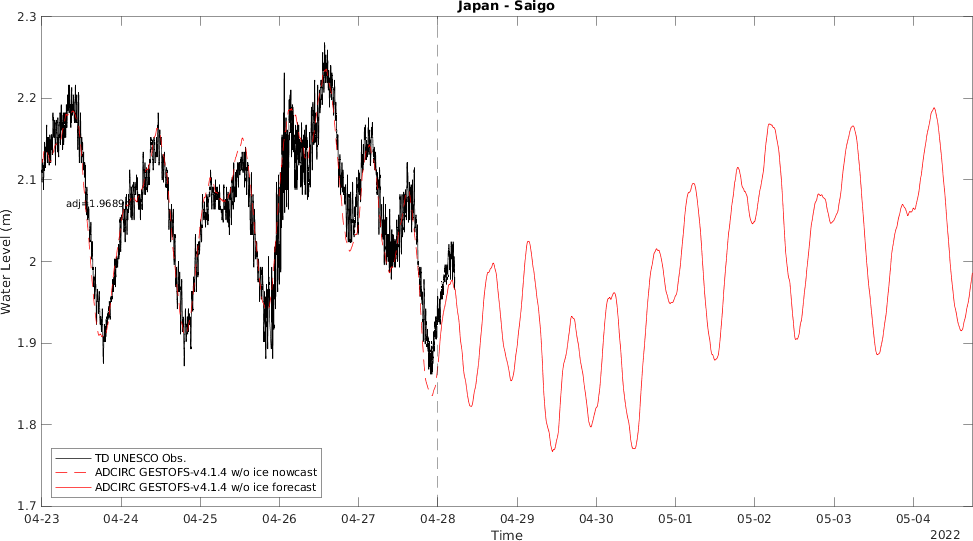 Japan - Saigo
2.3
2.2
2.1
2
1.9
1.8
1.7
Water Level (m)
adj=1.9689
TD UNESCO Obs.
ADCIRC GESTOFS-v4.1.4 w/o ice nowcast
ADCIRC GESTOFS-v4.1.4 w/o ice forecast
04-23 04-24 04-25 04-26 04-27 04-28 04-29 04-30 05-01 05-02 05-03 05-04
Time
2022